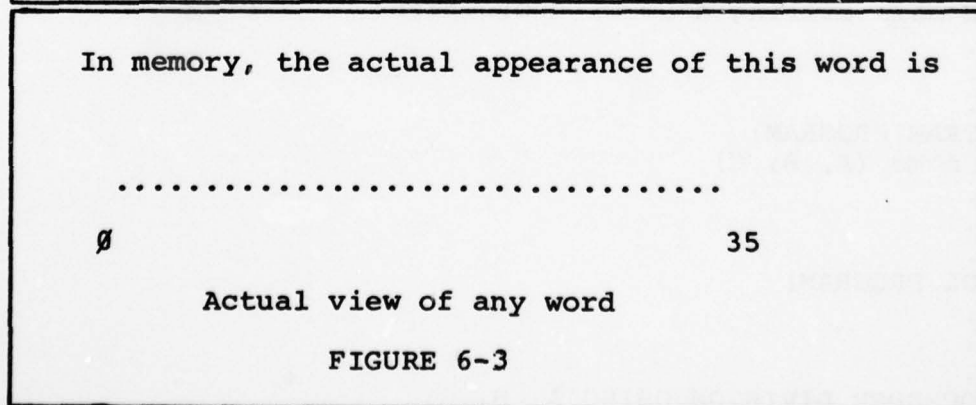 In memory, the actual appearance of this word is
..................................
Ø 35
Actual view of any word
FIGURE 6-3